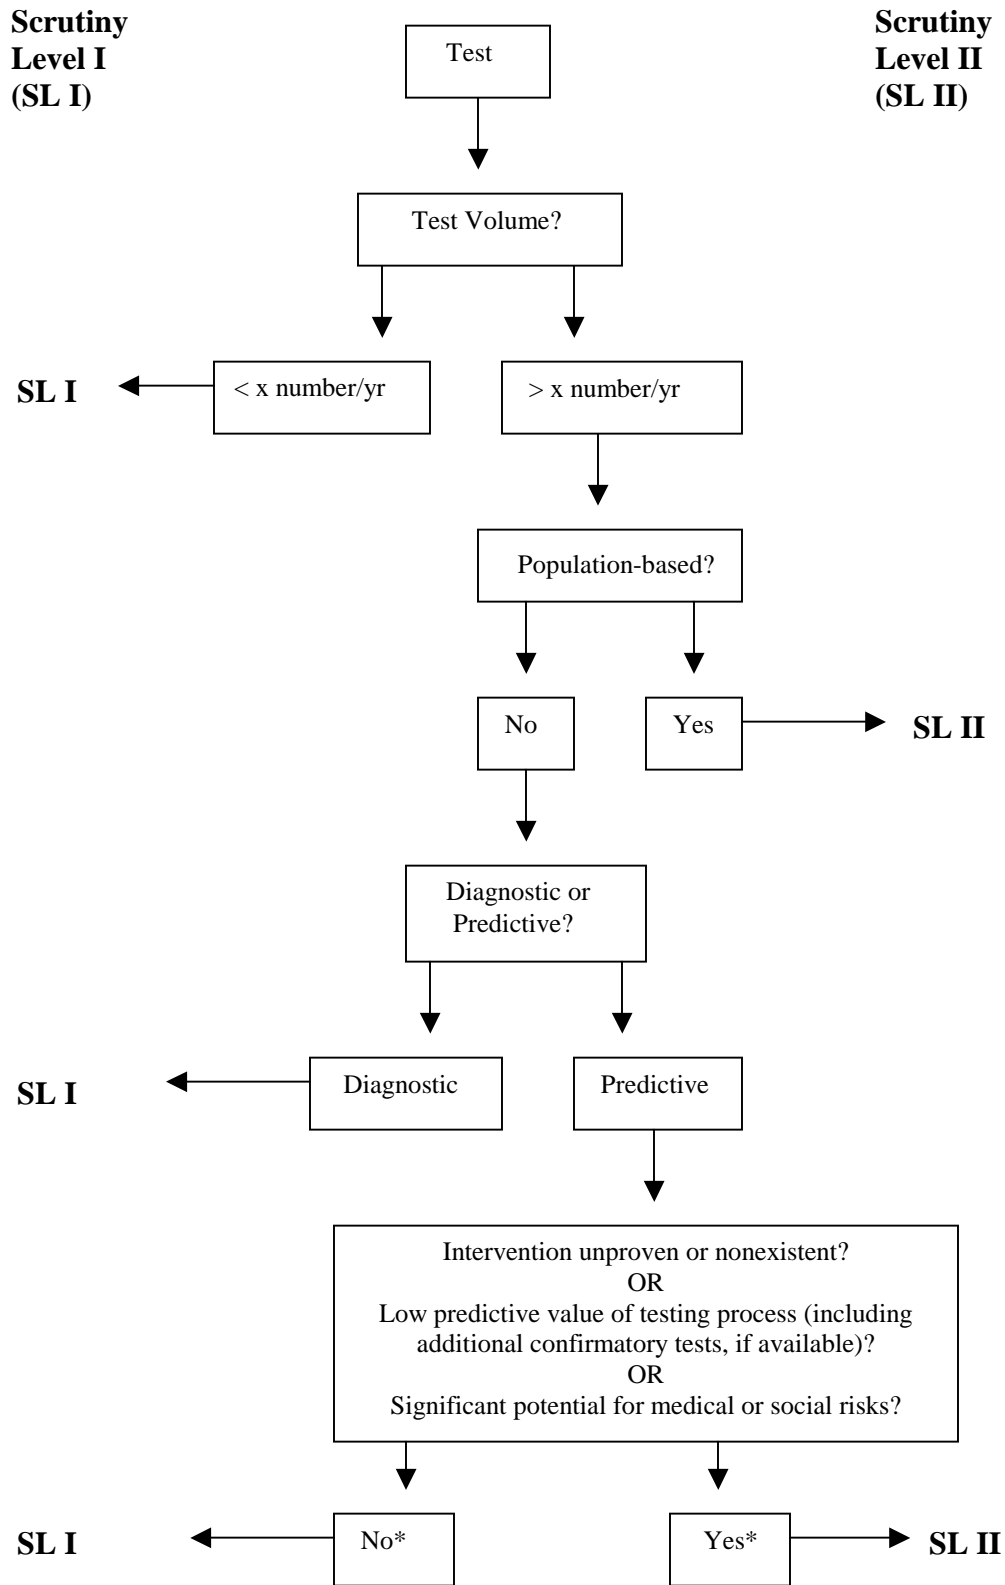 Scrutiny
Level I
(SL I)
Test
Scrutiny
Level II
(SL II)
Test Volume?
SL I
< x number/yr
> x number/yr
Population-based?
No
Yes
SL II
Diagnostic or
Predictive?
SL I
Diagnostic
Predictive
Intervention unproven or nonexistent?
OR
Low predictive value of testing process (including
additional confirmatory tests, if available)?
OR
Significant potential for medical or social risks?
SL I
No*
Yes*
SL II